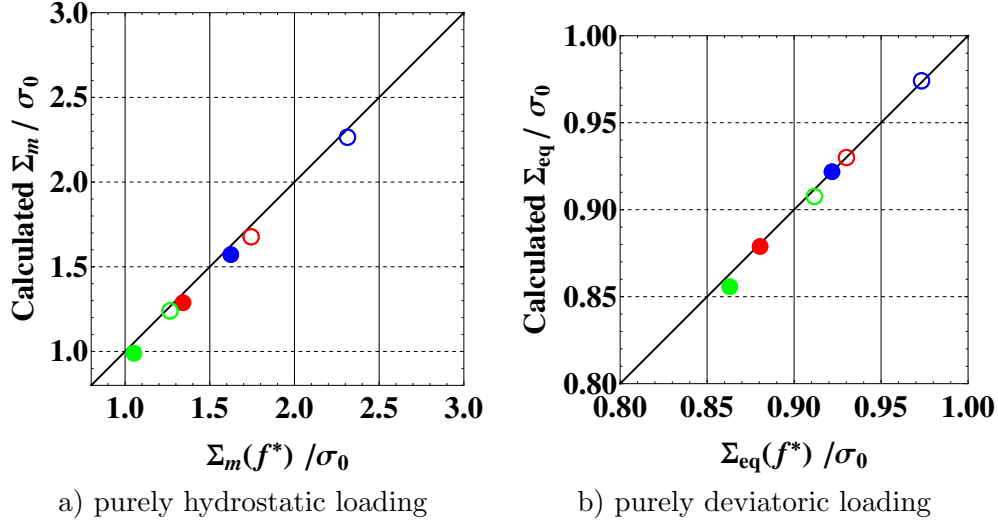 3.0
2.5
2.0
1.5
1.0
Calculated Σm / σ0
1.0 1.5 2.0 2.5 3.0
Σm(f*) /σ0
a) purely hydrostatic loading
1.00
0.95
0.90
0.85
0.80
Calculated Σeq / σ0
0.80 0.85 0.90 0.95 1.00
Σeq(f*) /σ0
b) purely deviatoric loading